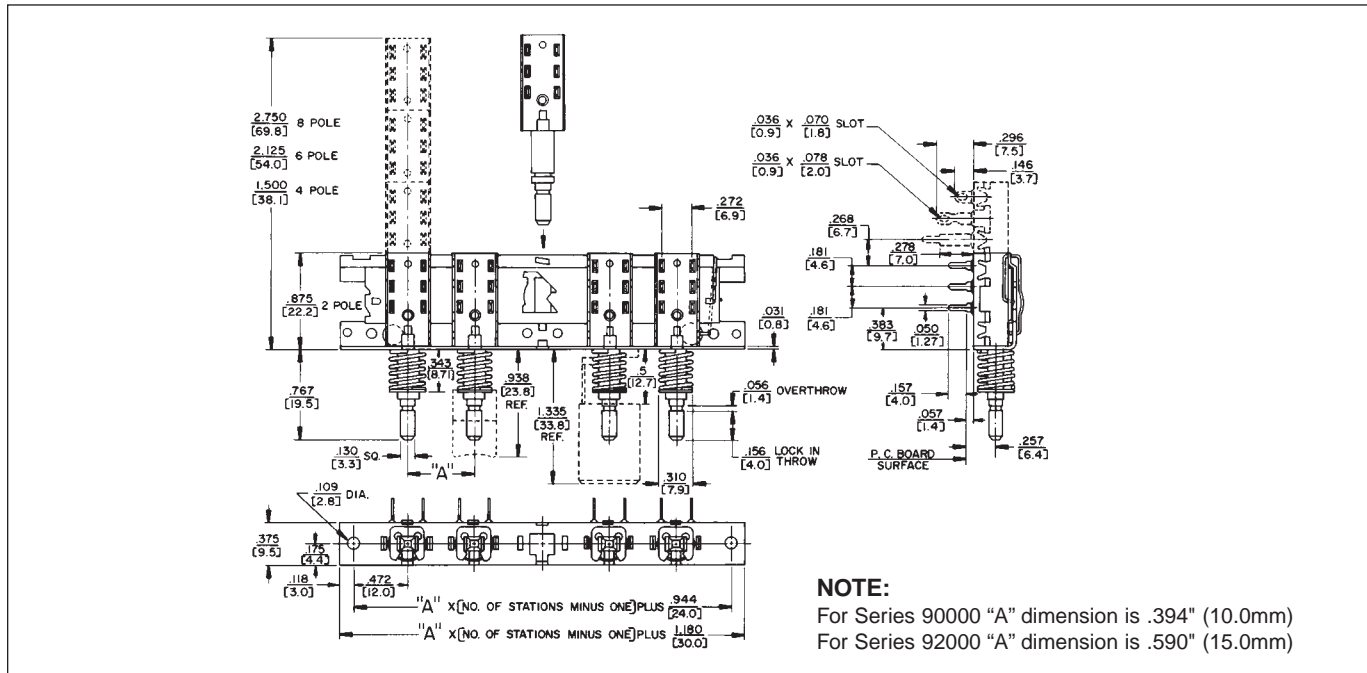 2.750
[69.8] 8 POLE
2.125
[54.0] 6 POLE
1.500
[38.1] 4 POLE
.875
[22.2] 2 POLE
.767
[19.5]
.343
[8.71]
.938
[23.8]
REF.
1.335
[33.8]
REF.
.5
[12.7]
.272
[6.9]
.031
[0.8]
.056
[1.4] OVERTHROW
.156 LOCK IN
[4.0] THROW
.310
[7.9]
.130 SQ.
[3.3]
"A"
.109 DIA.
[2.8]
.375
[9.5]
.175
[4.4]
.118
[3.0]
.472
[12.0]
"A" X [NO. OF STATIONS MINUS ONE] PLUS .944
[24.0]
"A" X [NO. OF STATIONS MINUS ONE] PLUS 1.180
[30.0]
.036 X .070 SLOT
[0.9] [1.8]
.036 X .078 SLOT
[0.9] [2.0]
.296
[7.5]
.146
[3.7]
.268
[6.7]
.278
[7.0]
.181
[4.6]
.181
[4.6]
.383
[9.7]
.050
[1.27]
.157
[4.0]
.057
[1.4]
P.C. BOARD
SURFACE
.257
[6.4]
NOTE:
For Series 90000 “A” dimension is .394" (10.0mm)
For Series 92000 “A” dimension is .590" (15.0mm)